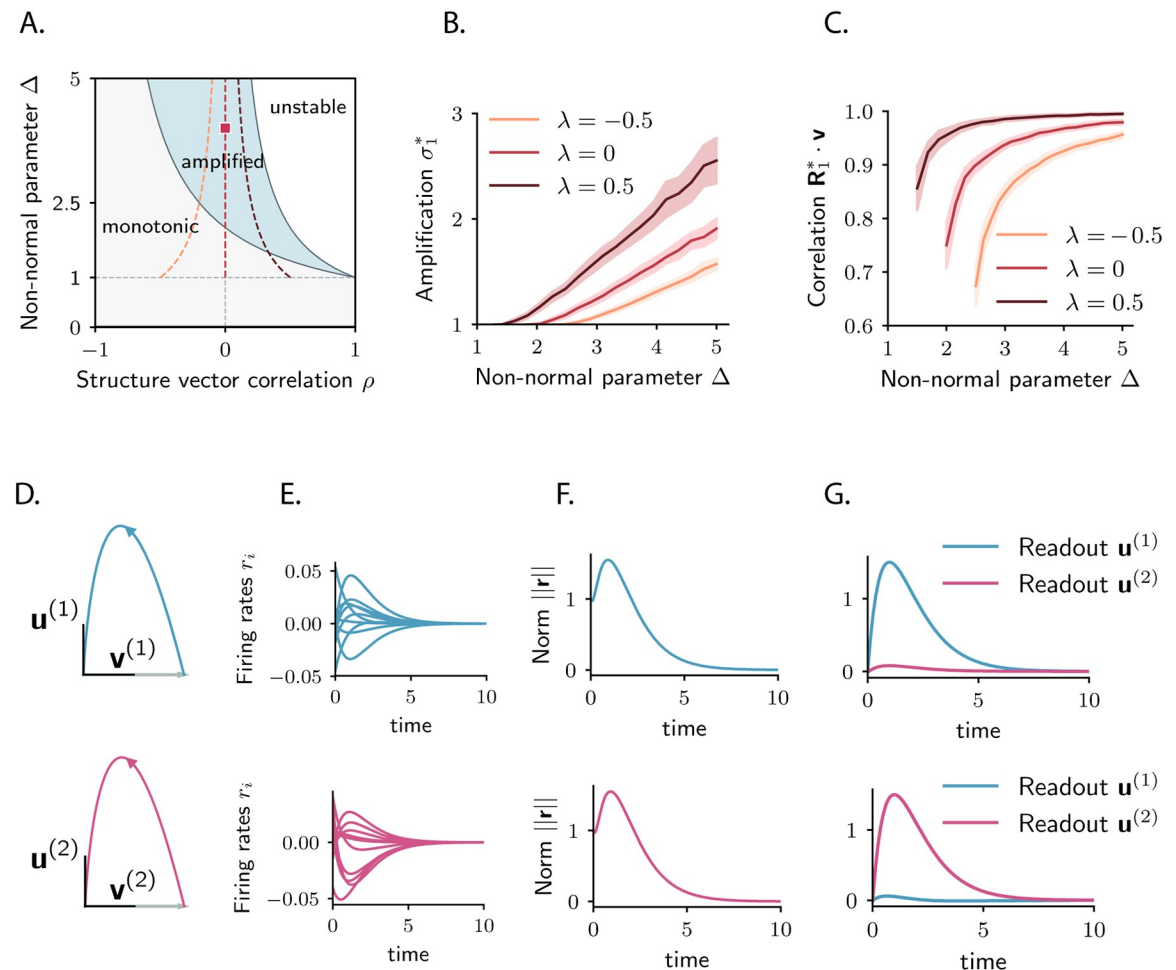 A.
5
2.5
1
0
−1
0
1
Non-normal parameter Δ
Structure vector correlation ρ
unstable
amplified
monotonic
B.
3
2
1
1
2
3
4
5
Amplification σ₁*
Non-normal parameter Δ
λ = −0.5
λ = 0
λ = 0.5
C.
1.0
0.9
0.8
0.7
0.6
1
2
3
4
5
Correlation R₁* · v
Non-normal parameter Δ
λ = −0.5
λ = 0
λ = 0.5
D.
u⁽¹⁾
v⁽¹⁾
E.
Firing rates rᵢ
0.05
0.00
−0.05
0
5
10
time
F.
Norm ||r||
1
0
0
5
10
time
G.
Readout u⁽¹⁾
Readout u⁽²⁾
1
0
0
5
10
time
u⁽²⁾
v⁽²⁾
Firing rates rᵢ
0.00
−0.05
0
5
10
time
Norm ||r||
1
0
0
5
10
time
Readout u⁽¹⁾
Readout u⁽²⁾
1
0
0
5
10
time